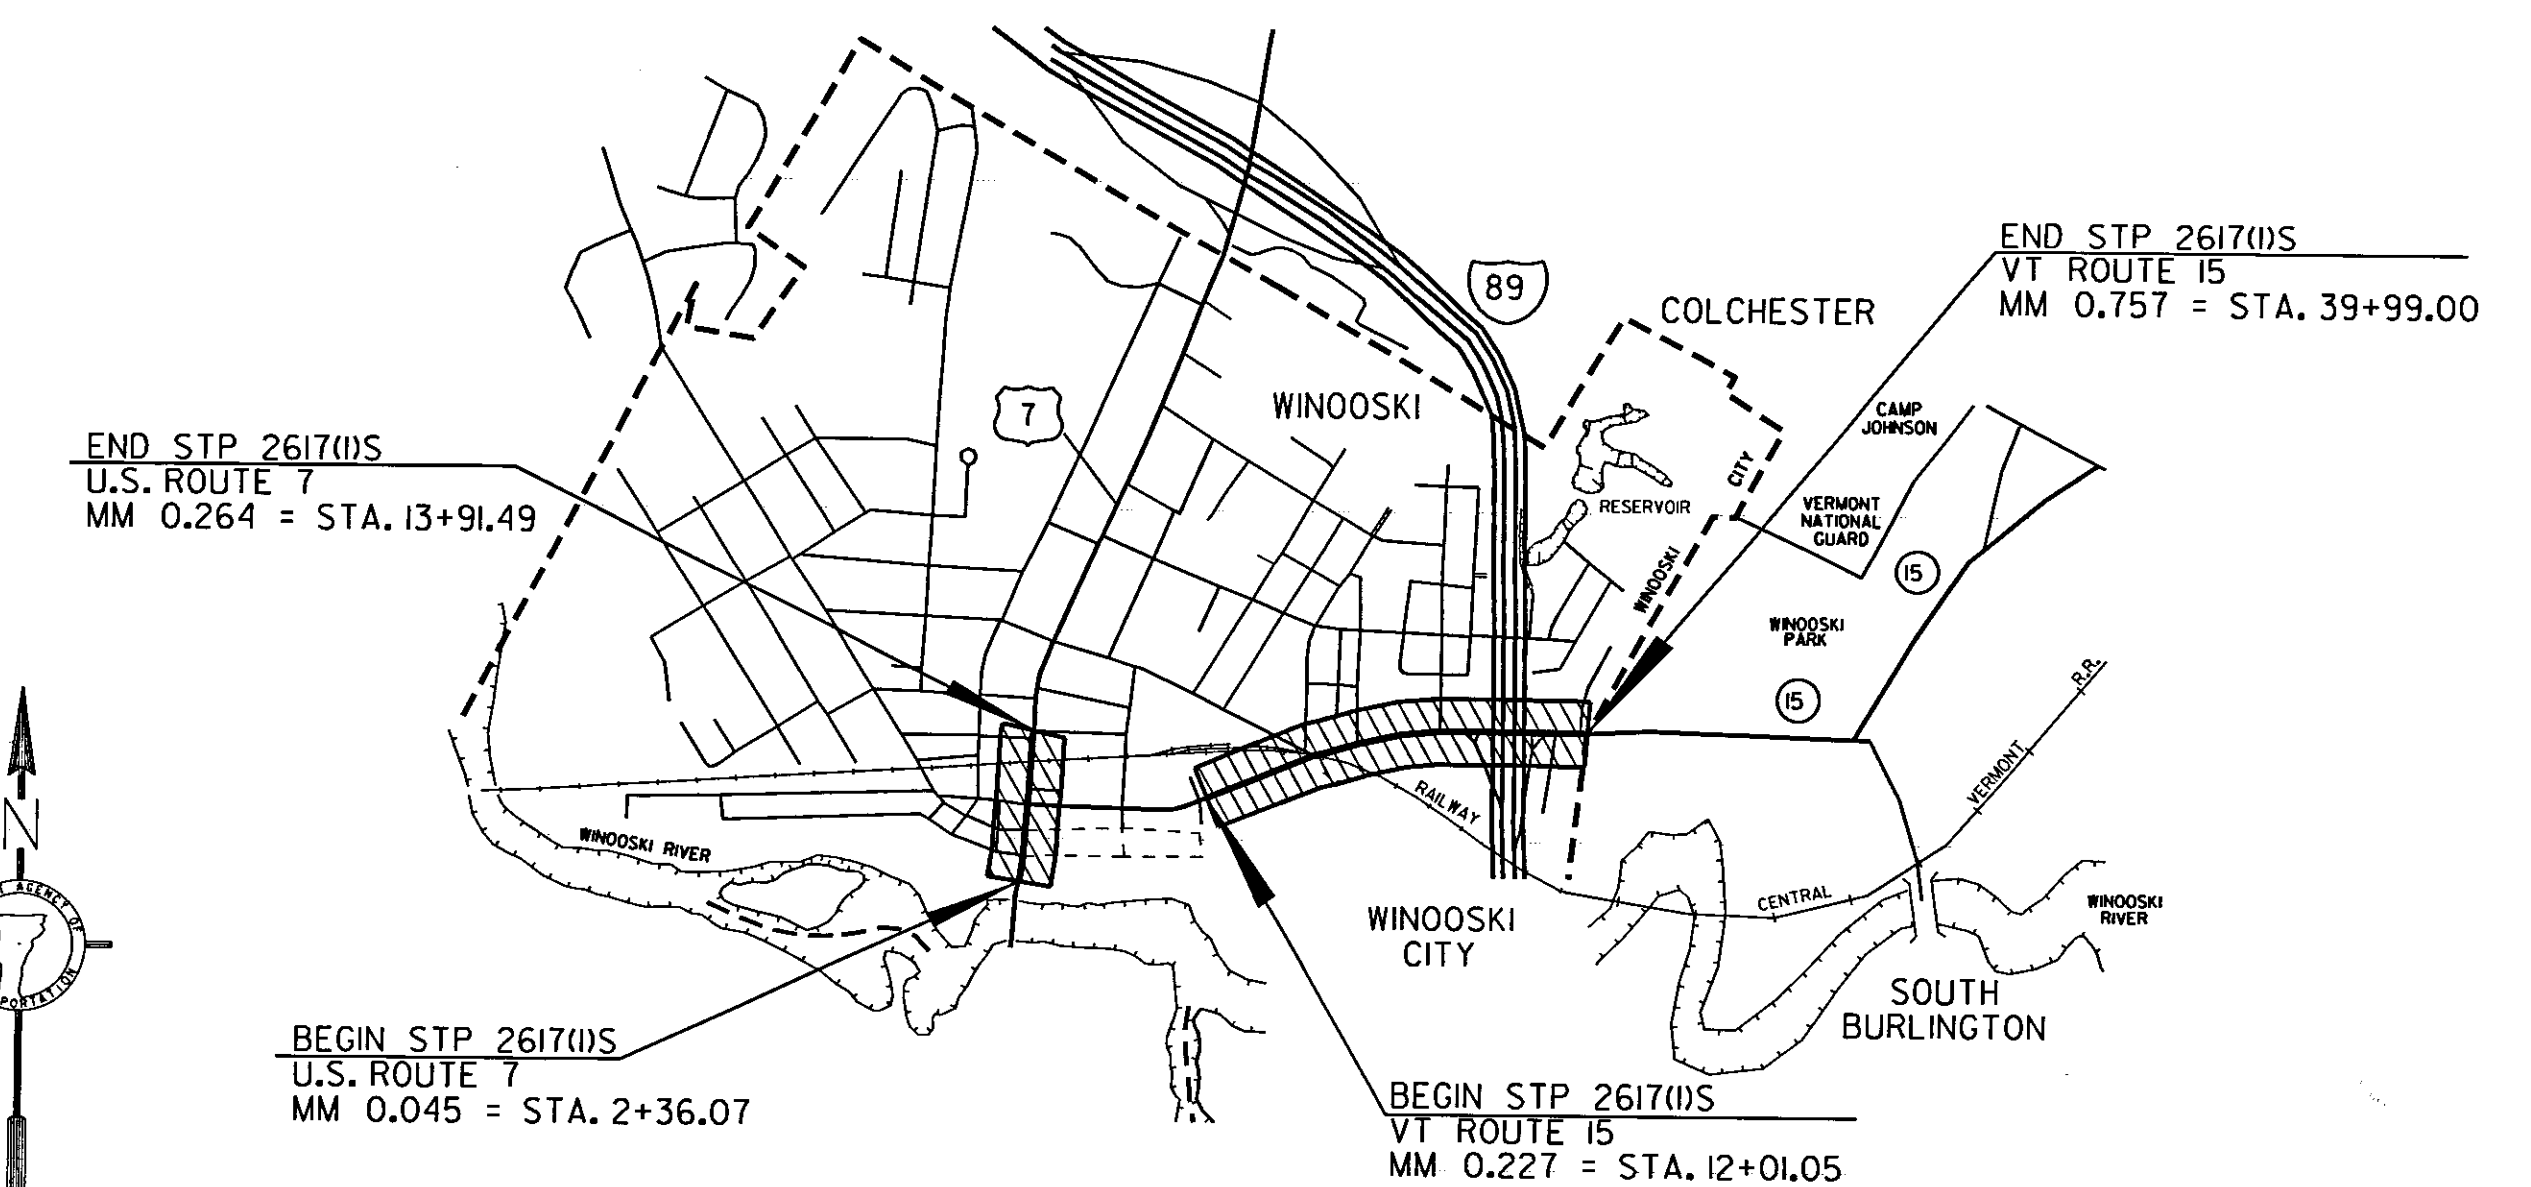 END STP 2617(1)S
VT ROUTE 15
MM 0.757 = STA. 39+99.00
89
COLCHESTER
CAMP
JOHNSON
7
WINOOSKI
END STP 2617(1)S
U.S. ROUTE 7
MM 0.264 = STA. 13+91.49
WINOOSKI CITY
RESERVOIR
VERMONT
NATIONAL
GUARD
15
WINOOSKI
PARK
15
VERMONT R.R.
N
RAILWAY
WINOOSKI RIVER
CENTRAL
AGENCY OF
PORTATION
WINOOSKI
CITY
WINOOSKI
RIVER
SOUTH
BURLINGTON
BEGIN STP 2617(1)S
U.S. ROUTE 7
MM 0.045 = STA. 2+36.07
BEGIN STP 2617(1)S
VT ROUTE 15
MM 0.227 = STA. 12+01.05